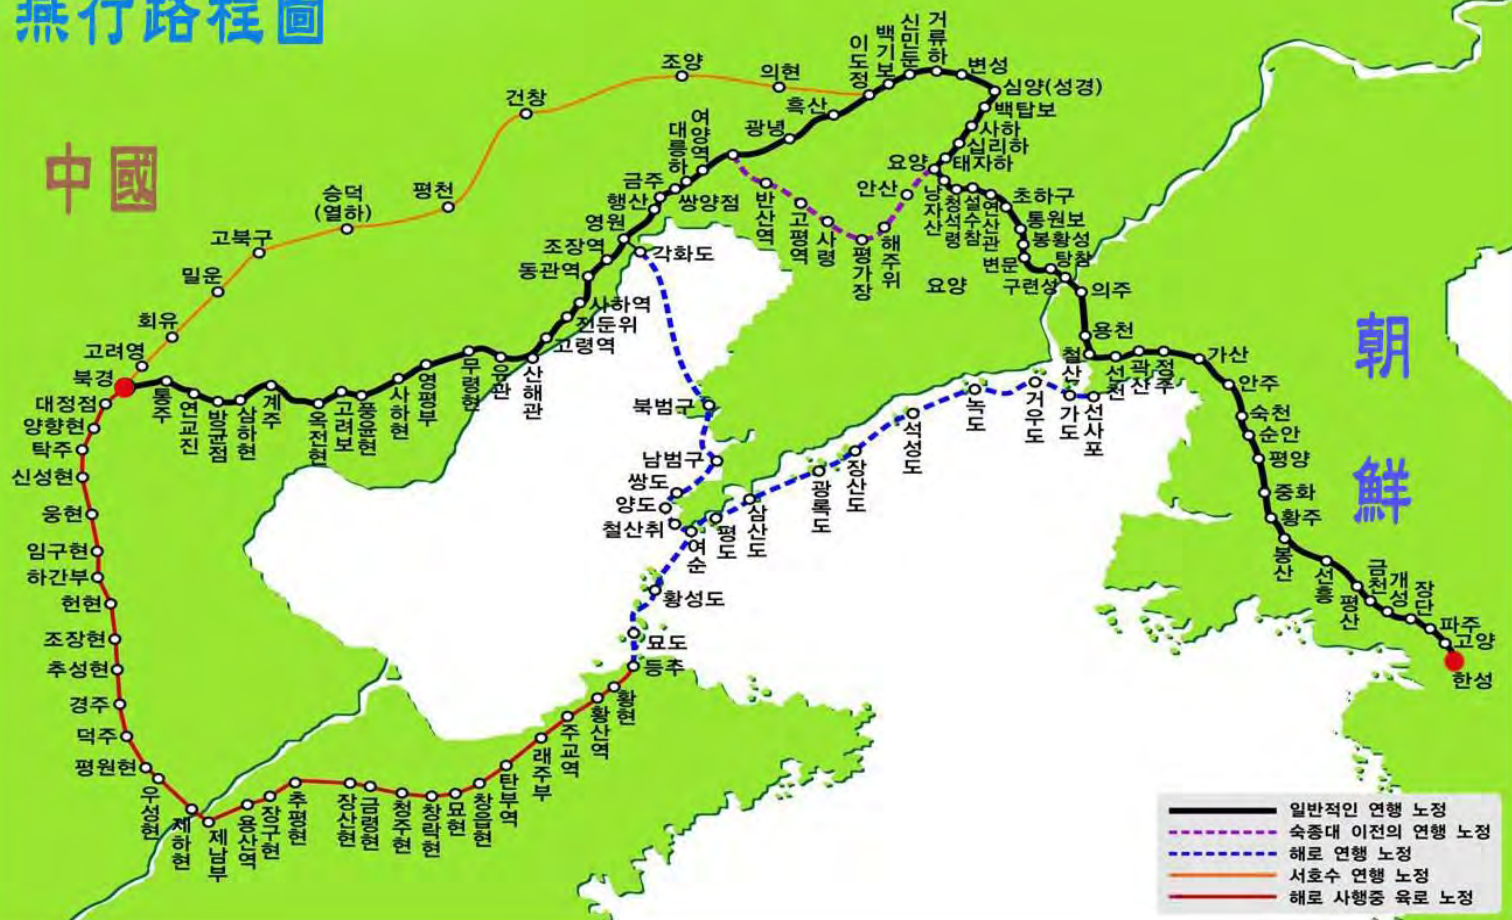 燕行路程圖
中國
朝
鮮
조양
의현
이도정
백기보
신민둔
거류하
변성
심양(성경)
백탑보
사하
십리하
태자하
요양
건창
흑산
광녕
여양역
대릉하
금주
행산
쌍양점
영원
조장역
동관역
각화도
사하역
전둔위
고령역
승덕
(열하)
평천
고북구
밀운
회유
고려영
북경
안산
반산역
고평역
사령
평가장
해주위
요양
낭자산
청석령
설수참
연산관
초하구
통원보
봉황성
변문
탕참
구련성
의주
용천
철산
선천
곽산
정주
가산
안주
숙천
순안
평양
중화
황주
봉산
선흥
평산
금천
개성
장단
파주
고양
한성
통주
연교진
방균점
삼하현
계주
옥전현
고려보
풍윤현
사하현
영평부
무령현
유관
산해관
대정점
양향현
탁주
신성현
웅현
임구현
하간부
헌현
조장현
추성현
경주
덕주
평원현
우성현
제하현
제남부
용산역
장구현
추평현
장산현
금령현
청주현
창락현
묘현
창읍현
탄부역
래주부
주교역
황산역
황현
등주
묘도
황성도
여순
철산취
양도
쌍도
남범구
북범구
평도
삼산도
광록도
장산도
석성도
녹도
거우도
가도
선사포
일반적인 연행 노정
숙종대 이전의 연행 노정
해로 연행 노정
서호수 연행 노정
해로 사행중 육로 노정